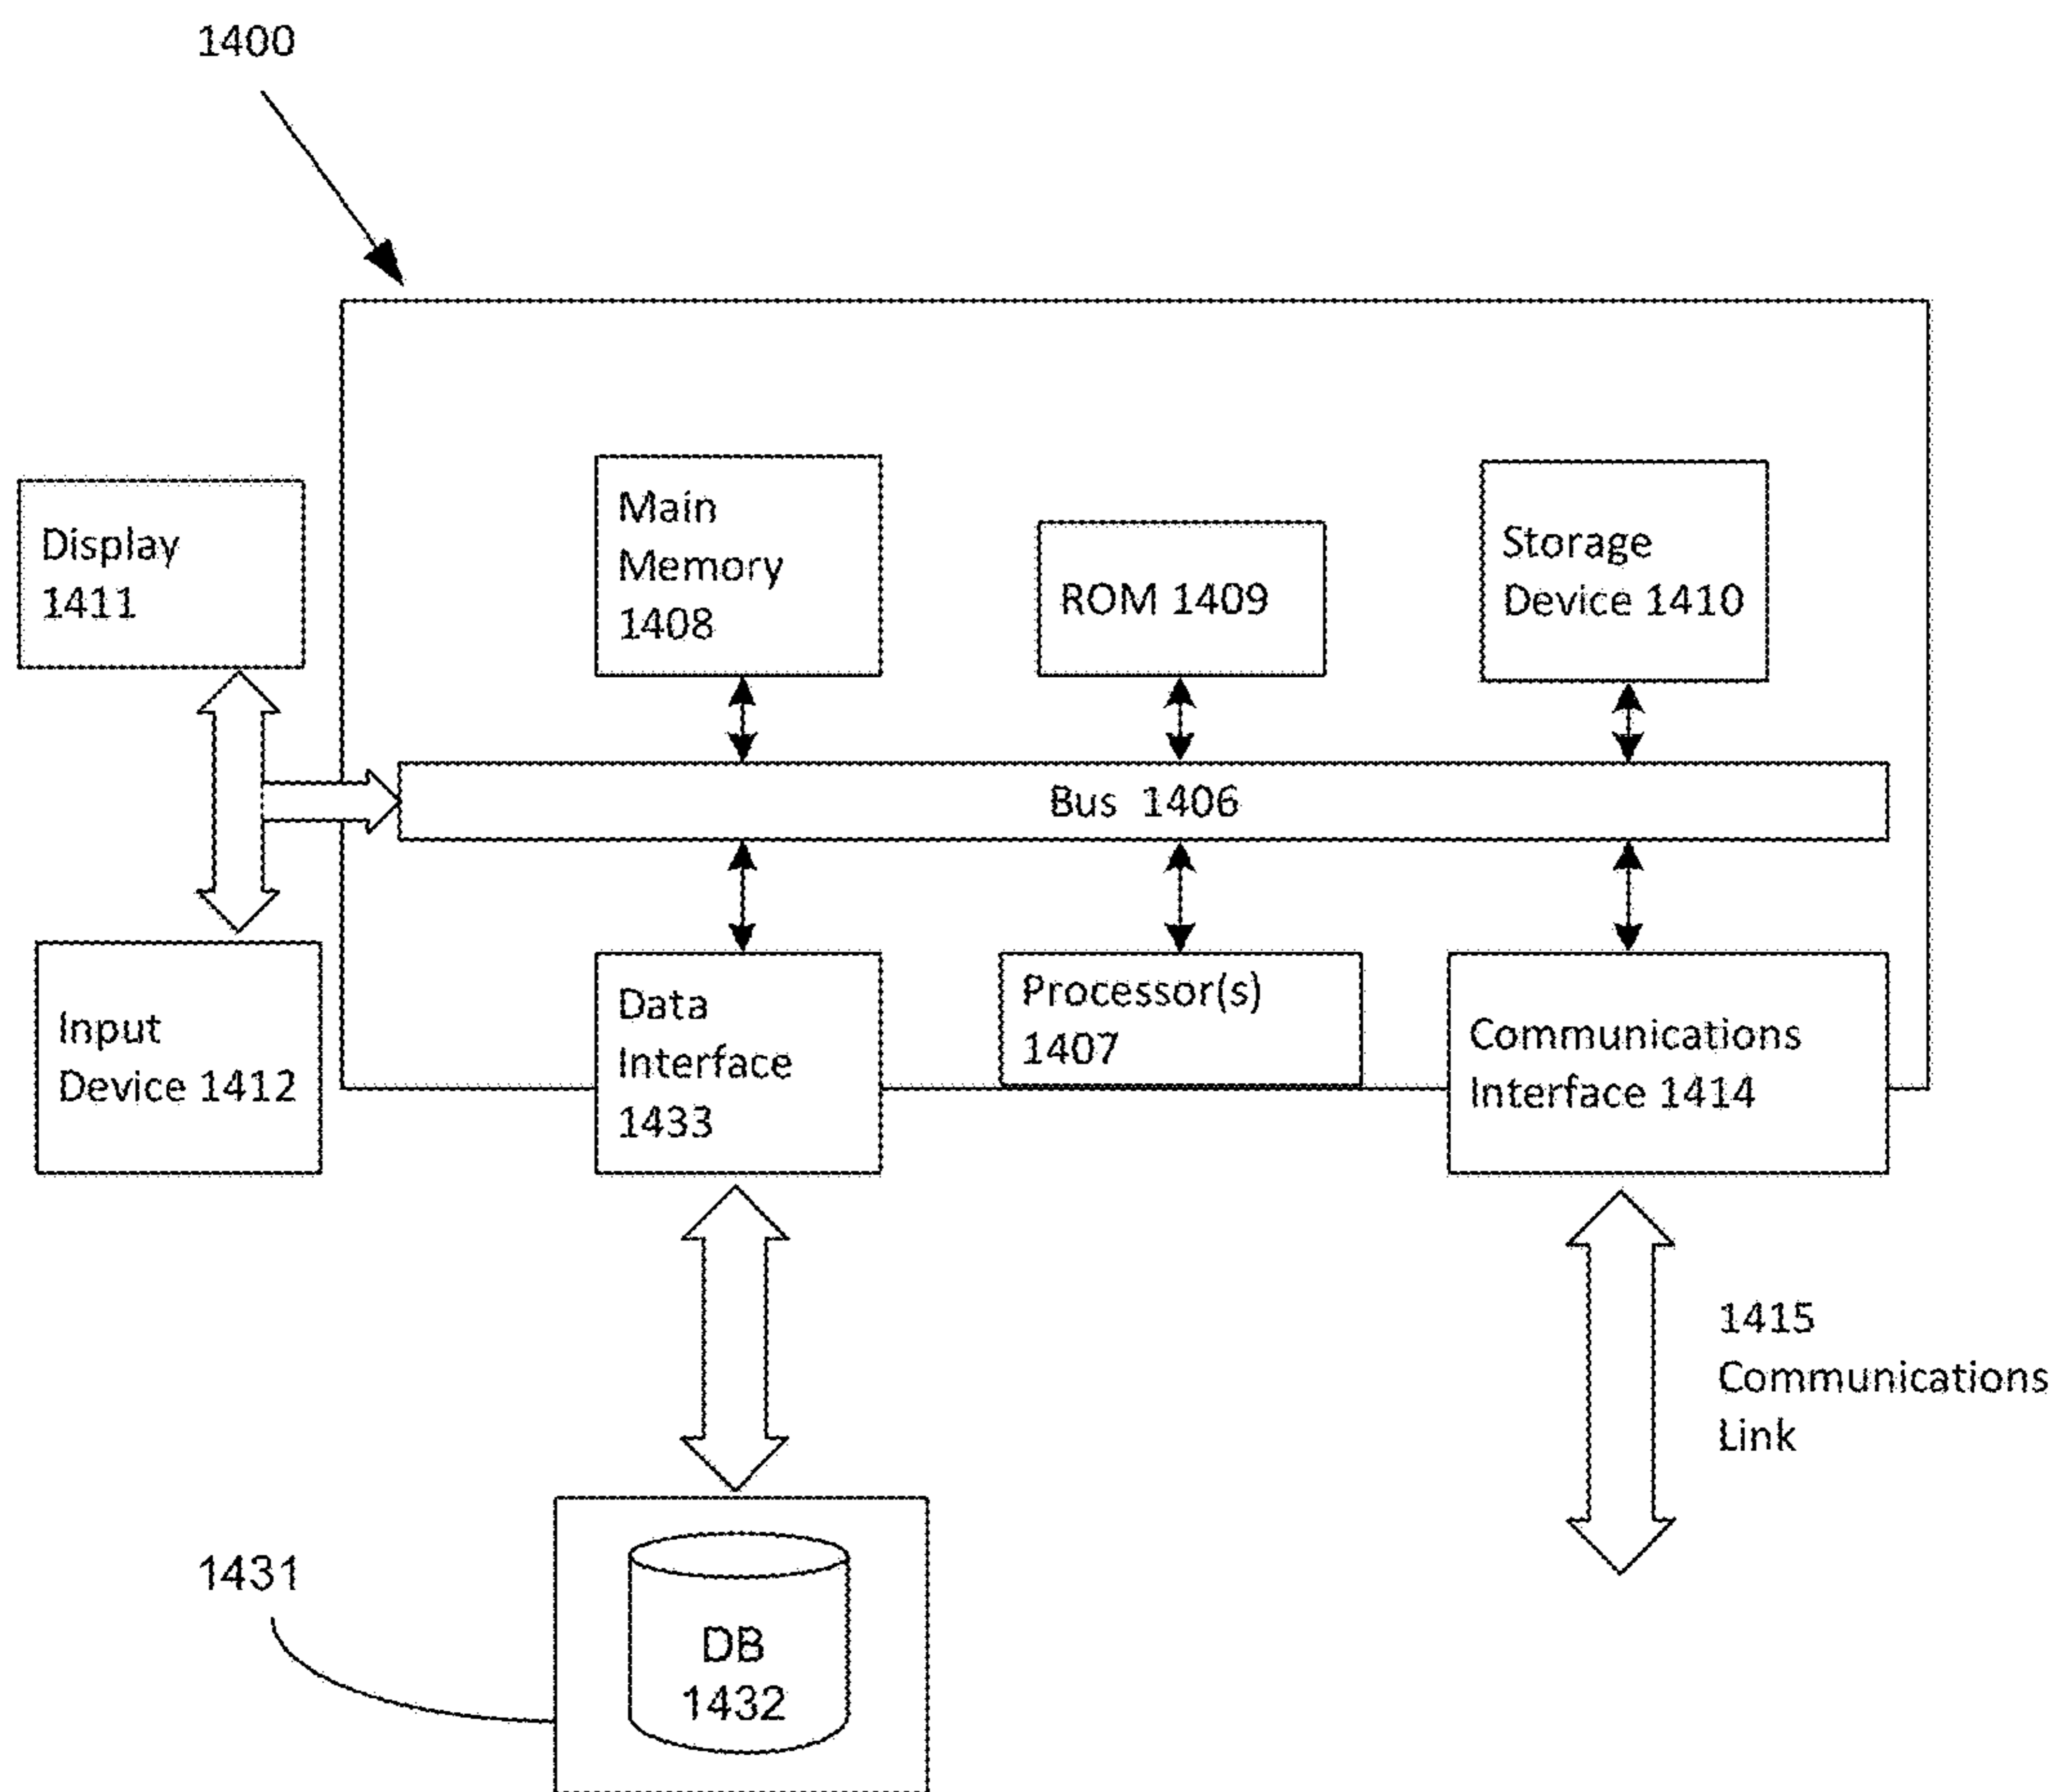 1400
Display
1411
Main
Memory
1408
ROM 1409
Storage
Device 1410
Bus 1406
Input
Device 1412
Data
Interface
1433
Processor(s)
1407
Communications
Interface 1414
1415
Communications
Link
1431
DB
1432